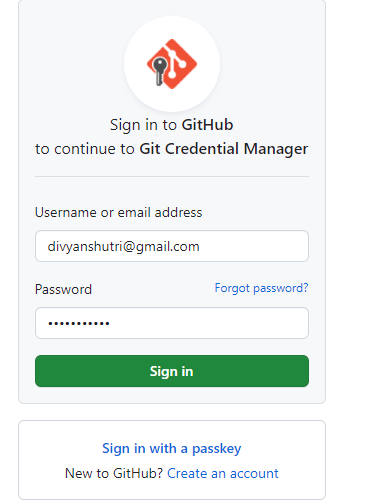 Sign in to GitHub
to continue to Git Credential Manager
Username or email address
divyanshutri@gmail.com
Password Forgot password?
•••••••••••
Sign in
Sign in with a passkey
New to GitHub? Create an account